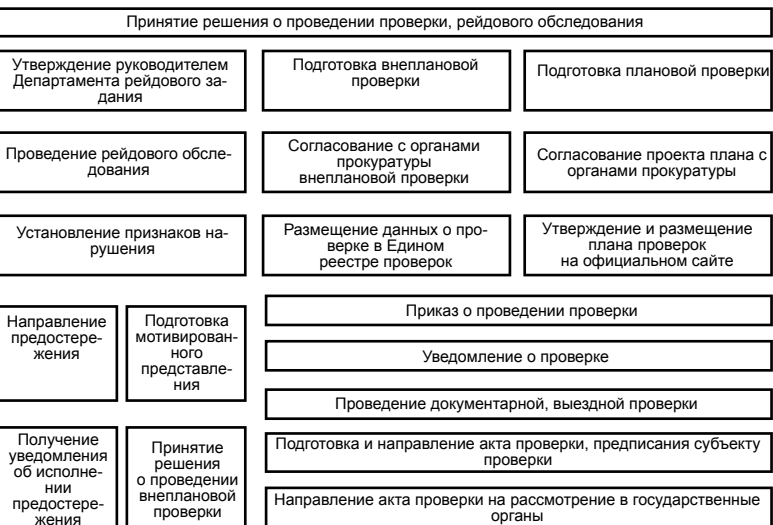 Принятие решения о проведении проверки, рейдового обследования
Утверждение руководителем
Департамента рейдового за-
дания
Подготовка внеплановой
проверки
Подготовка плановой проверки
Проведение рейдового обсле-
дования
Согласование с органами
прокуратуры
внеплановой проверки
Согласование проекта плана с
органами прокуратуры
Установление признаков на-
рушения
Размещение данных о про-
верке в Едином
реестре проверок
Утверждение и размещение
плана проверок
на официальном сайте
Направление
предостере-
жения
Подготовка
мотивирован-
ного
представле-
ния
Приказ о проведении проверки
Уведомление о проверке
Проведение документарной, выездной проверки
Получение
уведомления
об исполне-
нии
предостере-
жения
Принятие
решения
о проведении
внеплановой
проверки
Подготовка и направление акта проверки, предписания субъекту
проверки
Направление акта проверки на рассмотрение в государственные
органы